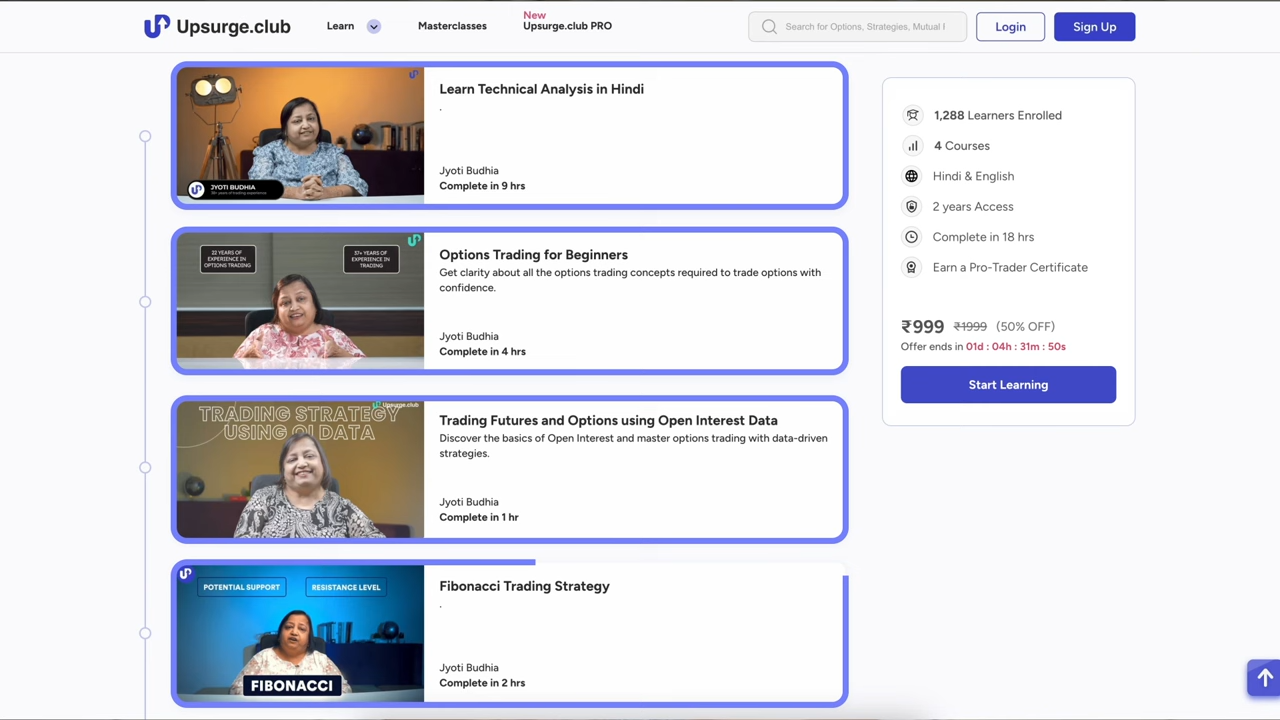 Upsurge.club
Learn
Masterclasses
New
Upsurge.club PRO
Search for Options, Strategies, Mutual F
Login
Sign Up
JYOTI BUDHIA
Learn Technical Analysis in Hindi
.
Jyoti Budhia
Complete in 9 hrs
22 YEARS OF
EXPERIENCE IN
OPTIONS TRADING
37+ YEARS OF
EXPERIENCE IN
TRADING
Options Trading for Beginners
Get clarity about all the options trading concepts required to trade options with
confidence.
Jyoti Budhia
Complete in 4 hrs
Upsurge.club
TRADING STRATEGY
USING OI DATA
Trading Futures and Options using Open Interest Data
Discover the basics of Open Interest and master options trading with data-driven
strategies.
Jyoti Budhia
Complete in 1 hr
POTENTIAL SUPPORT
RESISTANCE LEVEL
FIBONACCI
Fibonacci Trading Strategy
.
Jyoti Budhia
Complete in 2 hrs
1,288 Learners Enrolled
4 Courses
Hindi & English
2 years Access
Complete in 18 hrs
Earn a Pro-Trader Certificate
₹999 ₹1999 (50% OFF)
Offer ends in 01d : 04h : 31m : 50s
Start Learning